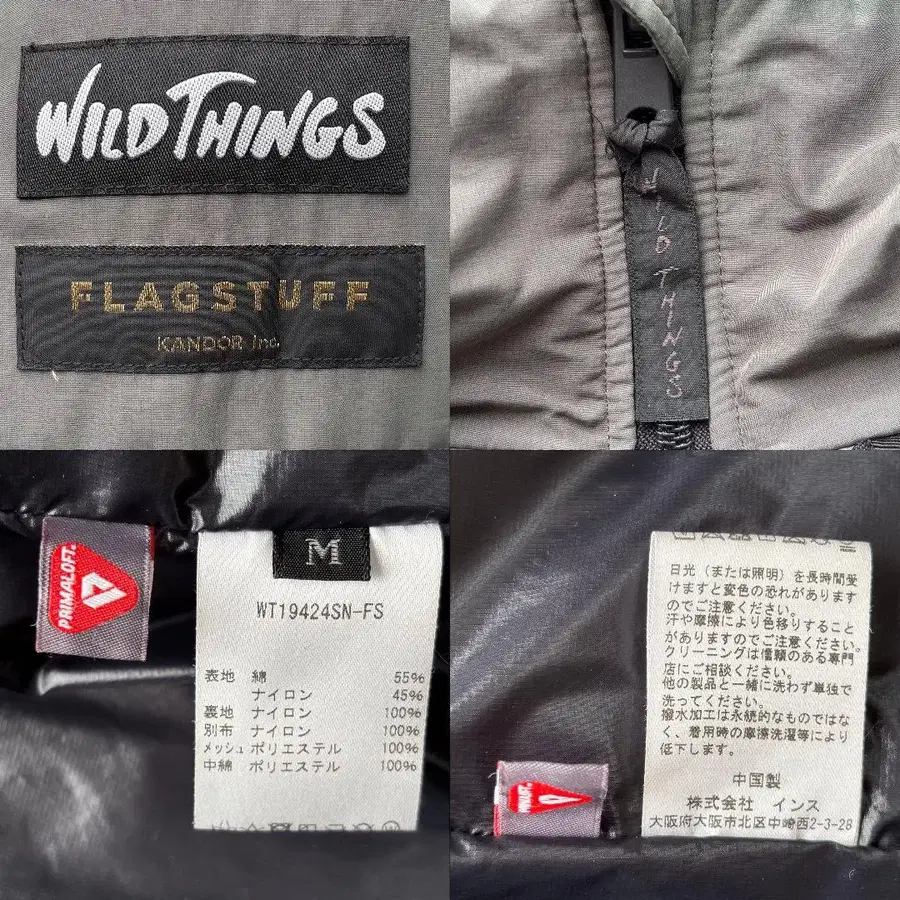 WILD THINGS
FLAGSTUFF
KANDOR Inc.
WILD THINGS
PRIMALOFT.
M
WT19424SN-FS
表地 綿 55%
ナイロン 45%
裏地 ナイロン 100%
別布 ナイロン 100%
メッシュ ポリエステル 100%
中綿 ポリエステル 100%
日光（または照明）を長時間受
けますと変色の恐れがあります
のでご注意ください。
汗や摩擦により色移りすること
がありますのでご注意ください。
クリーニングは信頼のある専門
店にご相談ください。
他の製品と一緒に洗わず単独で
洗ってください。
撥水加工は永続的なものではな
く、着用時の摩擦洗濯等により
低下します。
中国製
株式会社 インス
大阪府大阪市北区中崎西2-3-28